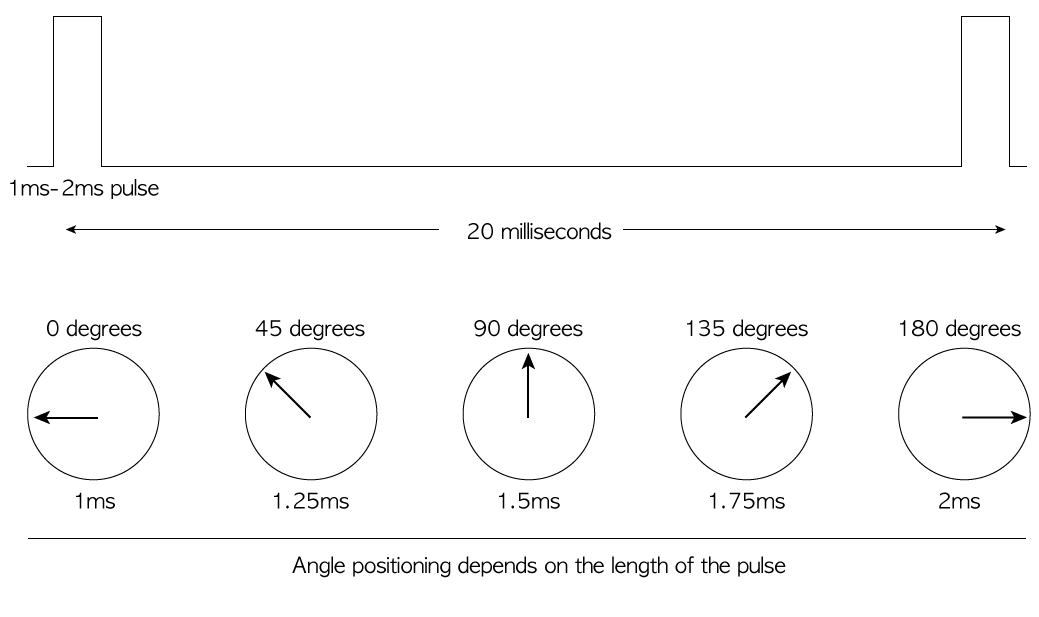 1ms-2ms pulse
20 milliseconds
0 degrees
45 degrees
90 degrees
135 degrees
180 degrees
1ms
1.25ms
1.5ms
1.75ms
2ms
Angle positioning depends on the length of the pulse